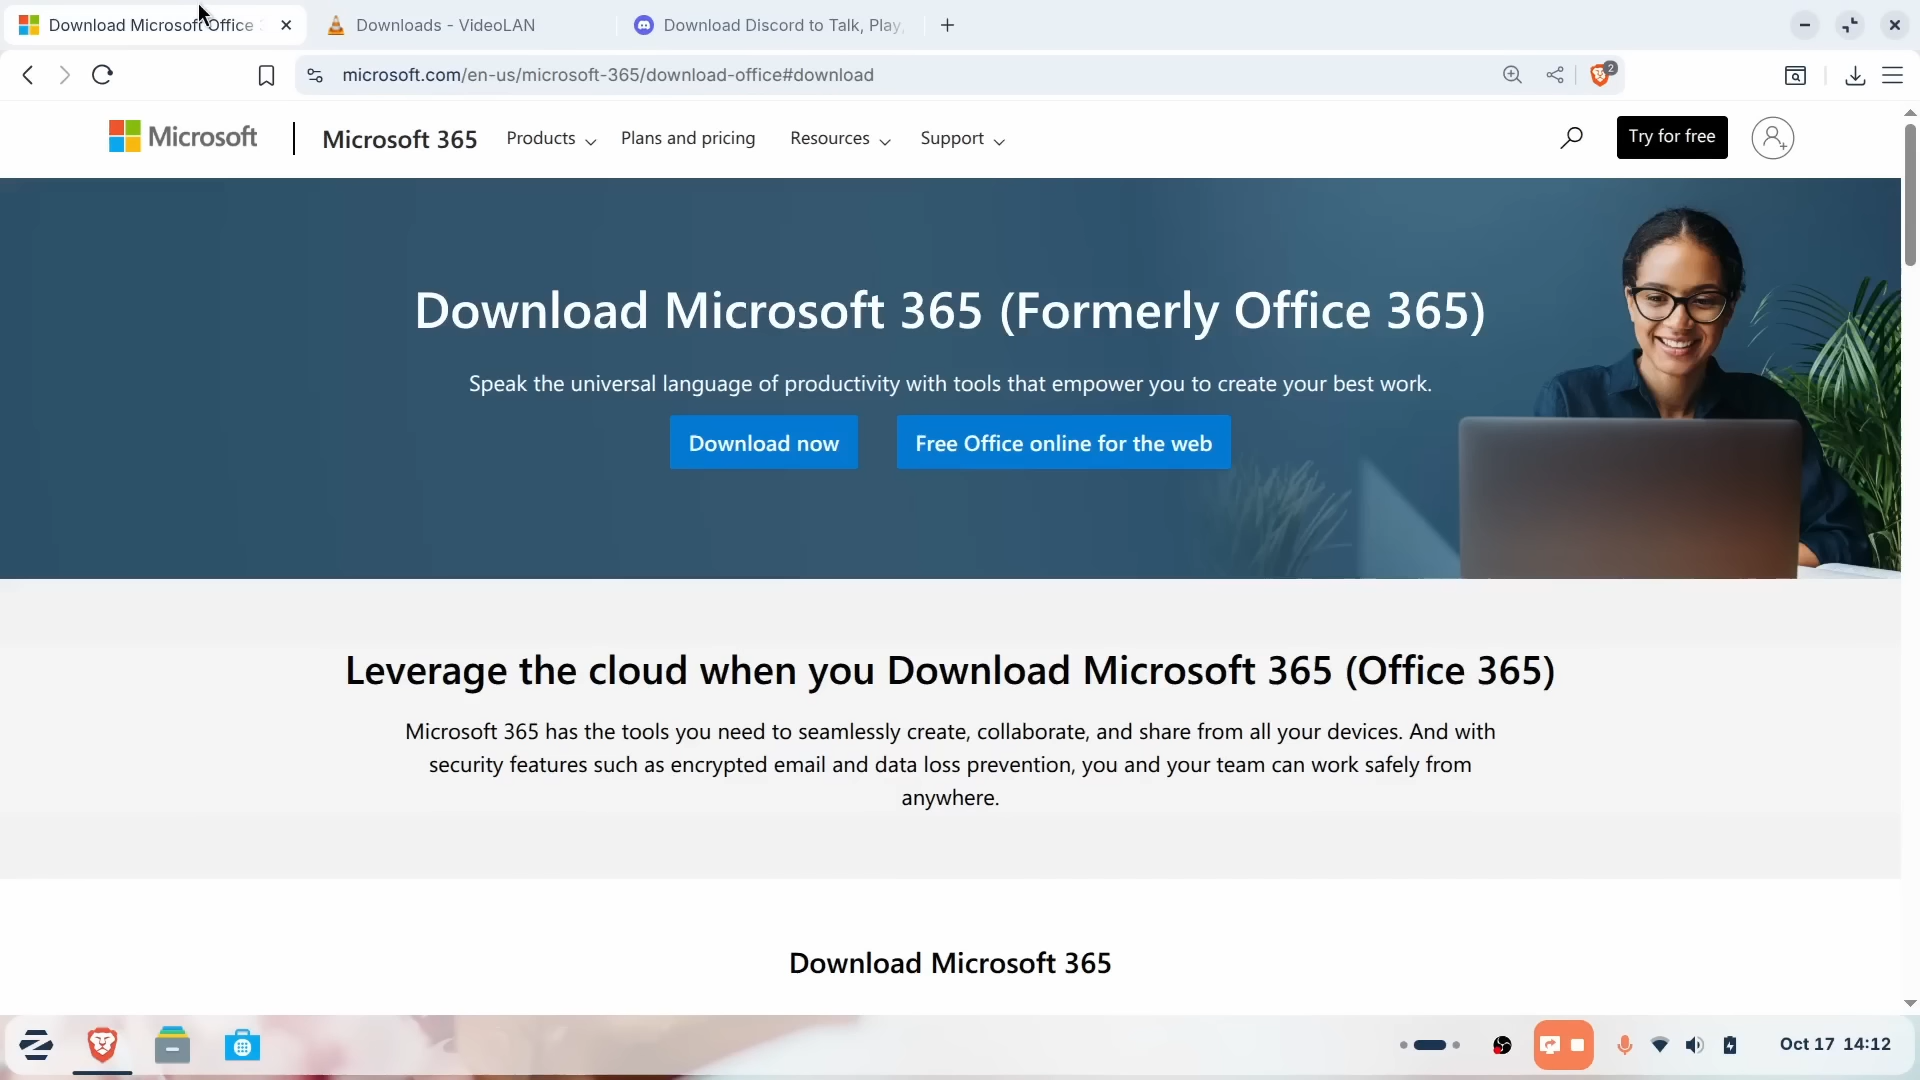 Download Microsoft Office
Downloads - VideoLAN
Download Discord to Talk, Play,
microsoft.com/en-us/microsoft-365/download-office#download
2
Microsoft
Microsoft 365
Products
Plans and pricing
Resources
Support
Try for free
Download Microsoft 365 (Formerly Office 365)
Speak the universal language of productivity with tools that empower you to create your best work.
Download now
Free Office online for the web
Leverage the cloud when you Download Microsoft 365 (Office 365)
Microsoft 365 has the tools you need to seamlessly create, collaborate, and share from all your devices. And with
security features such as encrypted email and data loss prevention, you and your team can work safely from
anywhere.
Download Microsoft 365
Oct 17 14:12